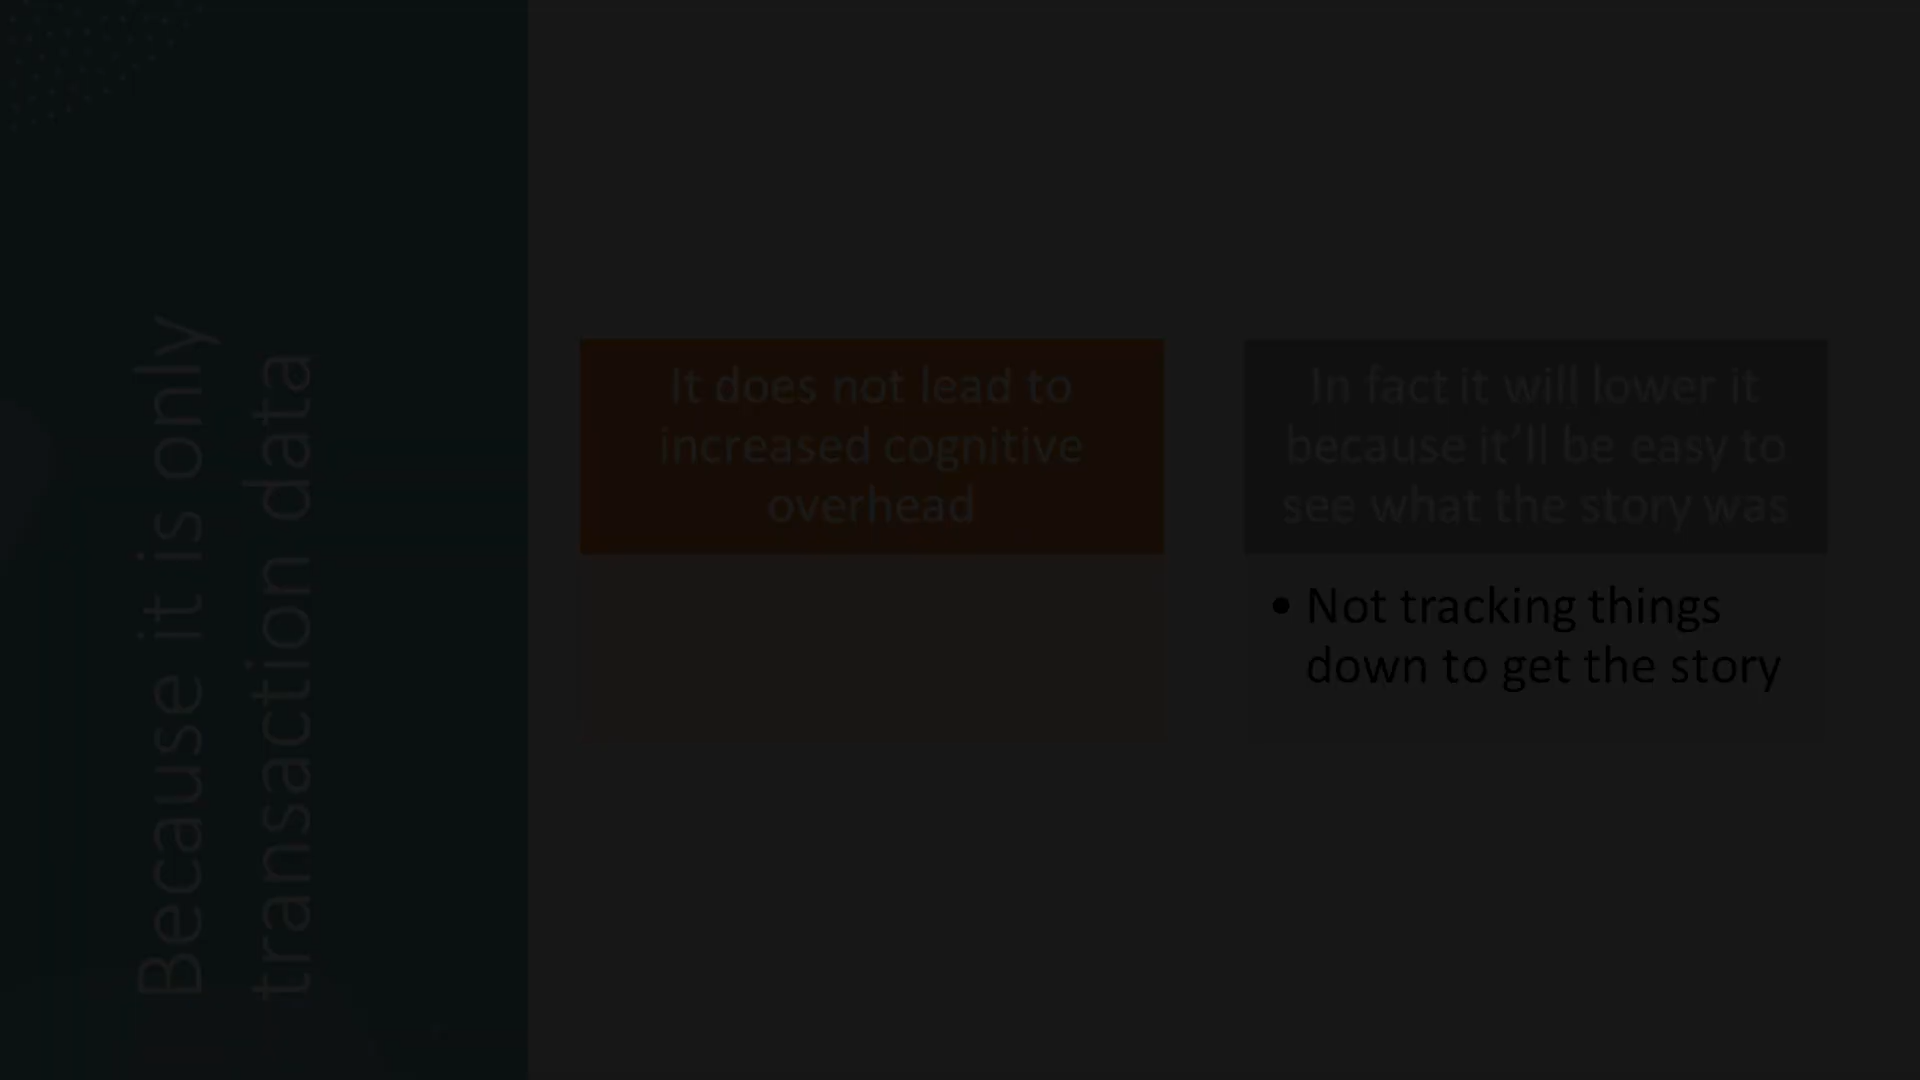 Because it is only
transaction data
It does not lead to
increased cognitive
overhead
In fact it will lower it
because it’ll be easy to
see what the story was
• Not tracking things
down to get the story